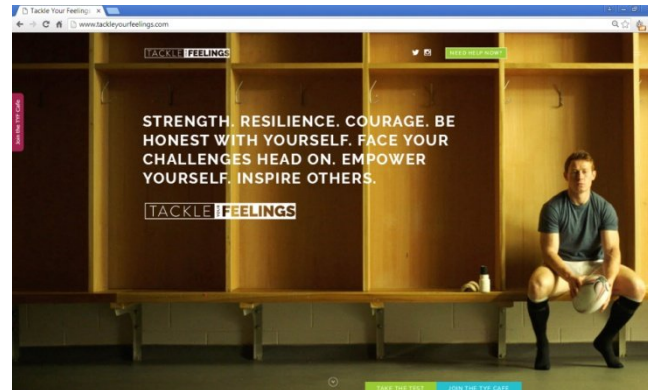 Tackle Your Feelings
www.tackleyourfeelings.com
TACKLE YOUR FEELINGS
NEED HELP NOW?
Join the TYF Cafe
STRENGTH. RESILIENCE. COURAGE. BE
HONEST WITH YOURSELF. FACE YOUR
CHALLENGES HEAD ON. EMPOWER
YOURSELF. INSPIRE OTHERS.
TACKLE YOUR FEELINGS
TAKE THE TEST
JOIN THE TYF CAFE